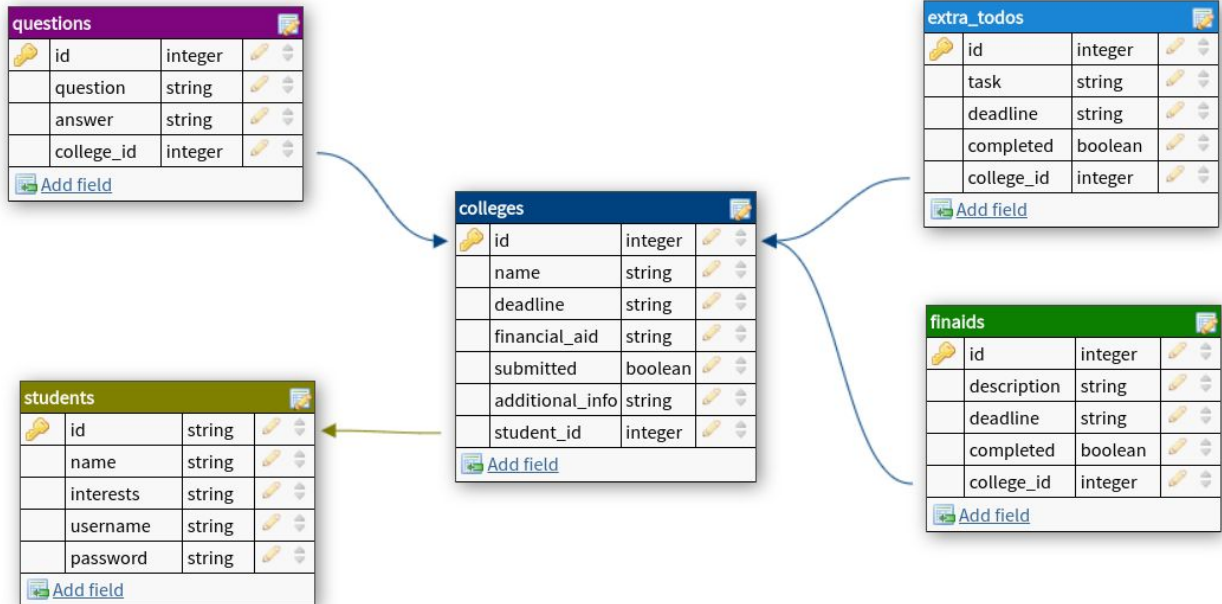 questions
id integer
question string
answer string
college_id integer
Add field
extra_todos
id integer
task string
deadline string
completed boolean
college_id integer
Add field
colleges
id integer
name string
deadline string
financial_aid string
submitted boolean
additional_info string
student_id integer
Add field
finaids
id integer
description string
deadline string
completed boolean
college_id integer
Add field
students
id string
name string
interests string
username string
password string
Add field